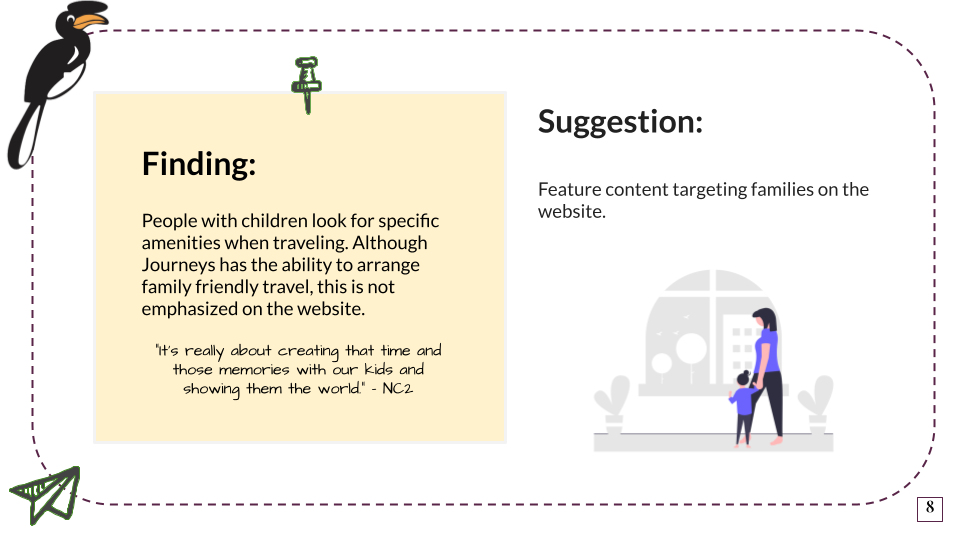 Finding:
People with children look for specific
amenities when traveling. Although
Journeys has the ability to arrange
family friendly travel, this is not
emphasized on the website.
"It's really about creating that time and
those memories with our kids and
showing them the world." - NC2
Suggestion:
Feature content targeting families on the
website.
8